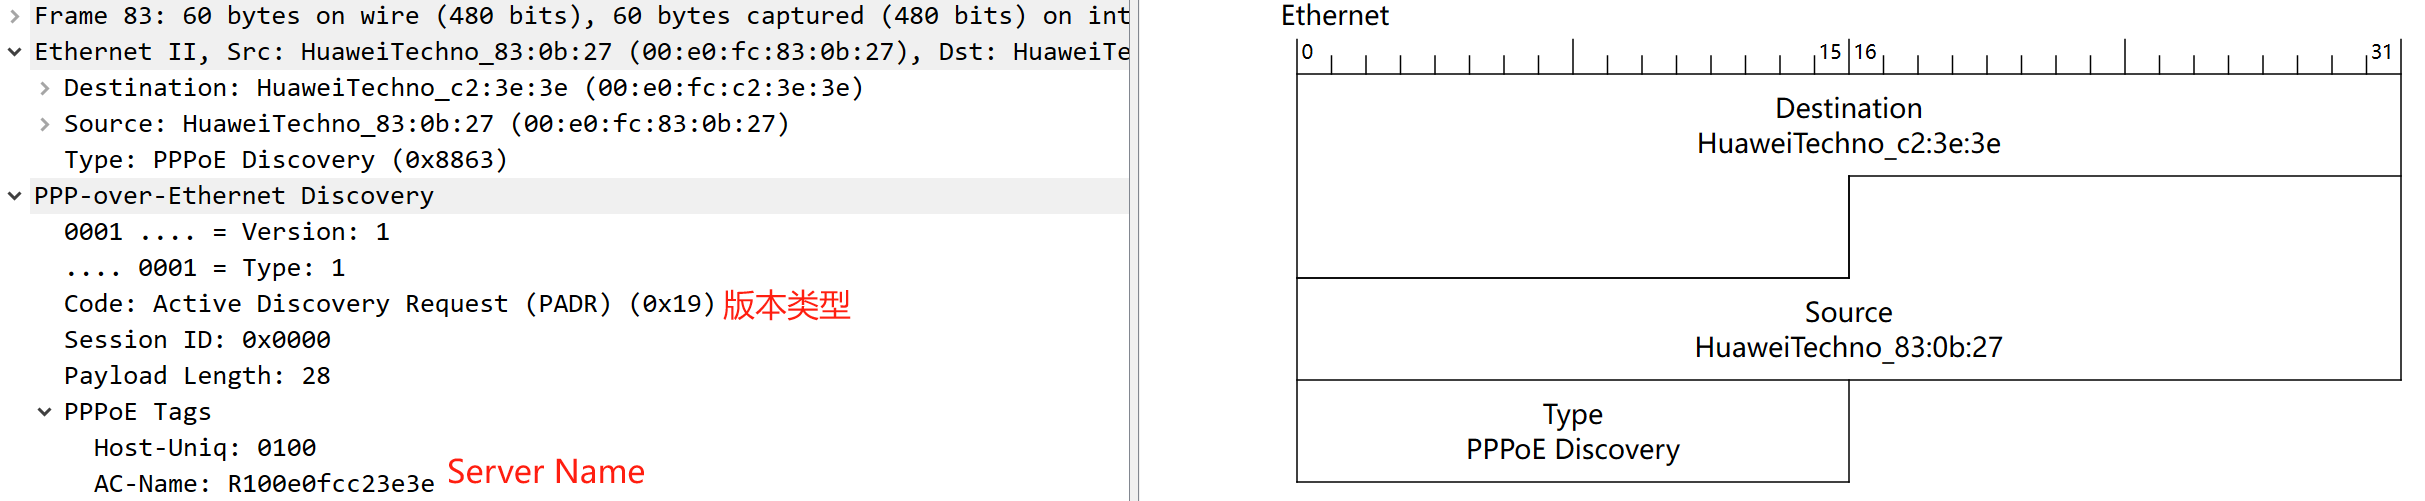 Frame 83: 60 bytes on wire (480 bits), 60 bytes captured (480 bits) on int
Ethernet II, Src: HuaweiTechno_83:0b:27 (00:e0:fc:83:0b:27), Dst: HuaweiTe
Destination: HuaweiTechno_c2:3e:3e (00:e0:fc:c2:3e:3e)
Source: HuaweiTechno_83:0b:27 (00:e0:fc:83:0b:27)
Type: PPPoE Discovery (0x8863)
PPP-over-Ethernet Discovery
0001 .... = Version: 1
.... 0001 = Type: 1
Code: Active Discovery Request (PADR) (0x19) 版本类型
Session ID: 0x0000
Payload Length: 28
PPPoE Tags
Host-Uniq: 0100
AC-Name: R100e0fcc23e3e Server Name
Ethernet
0 15 16 31
Destination
HuaweiTechno_c2:3e:3e
Source
HuaweiTechno_83:0b:27
Type
PPPoE Discovery